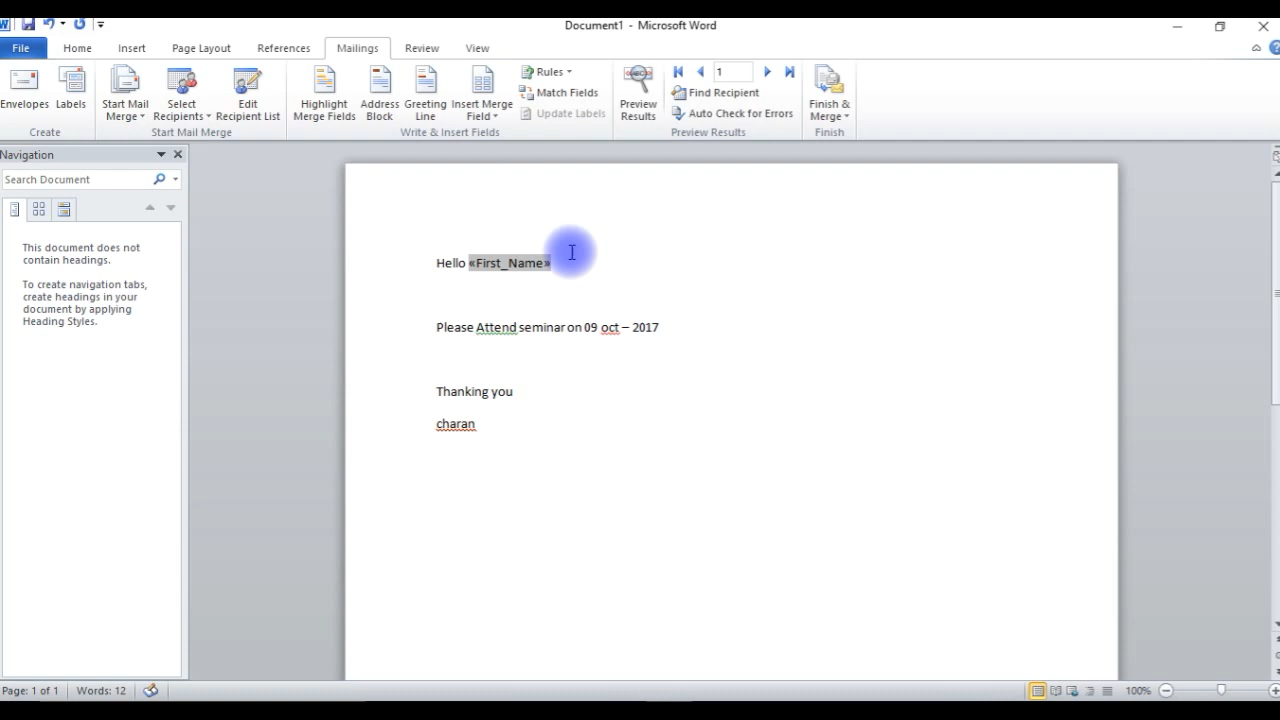 Document1 - Microsoft Word
File Home Insert Page Layout References Mailings Review View
Envelopes Labels Start Mail Merge Select Recipients Edit Recipient List Highlight Merge Fields Address Block Greeting Line Insert Merge Field Rules Match Fields Update Labels Preview Results 1 Find Recipient Auto Check for Errors Finish & Merge
Create Start Mail Merge Write & Insert Fields Preview Results Finish
Navigation
Search Document
This document does not
contain headings.
To create navigation tabs,
create headings in your
document by applying
Heading Styles.
Hello «First_Name»
Please Attend seminar on 09 oct – 2017
Thanking you
charan
Page: 1 of 1 Words: 12 100%